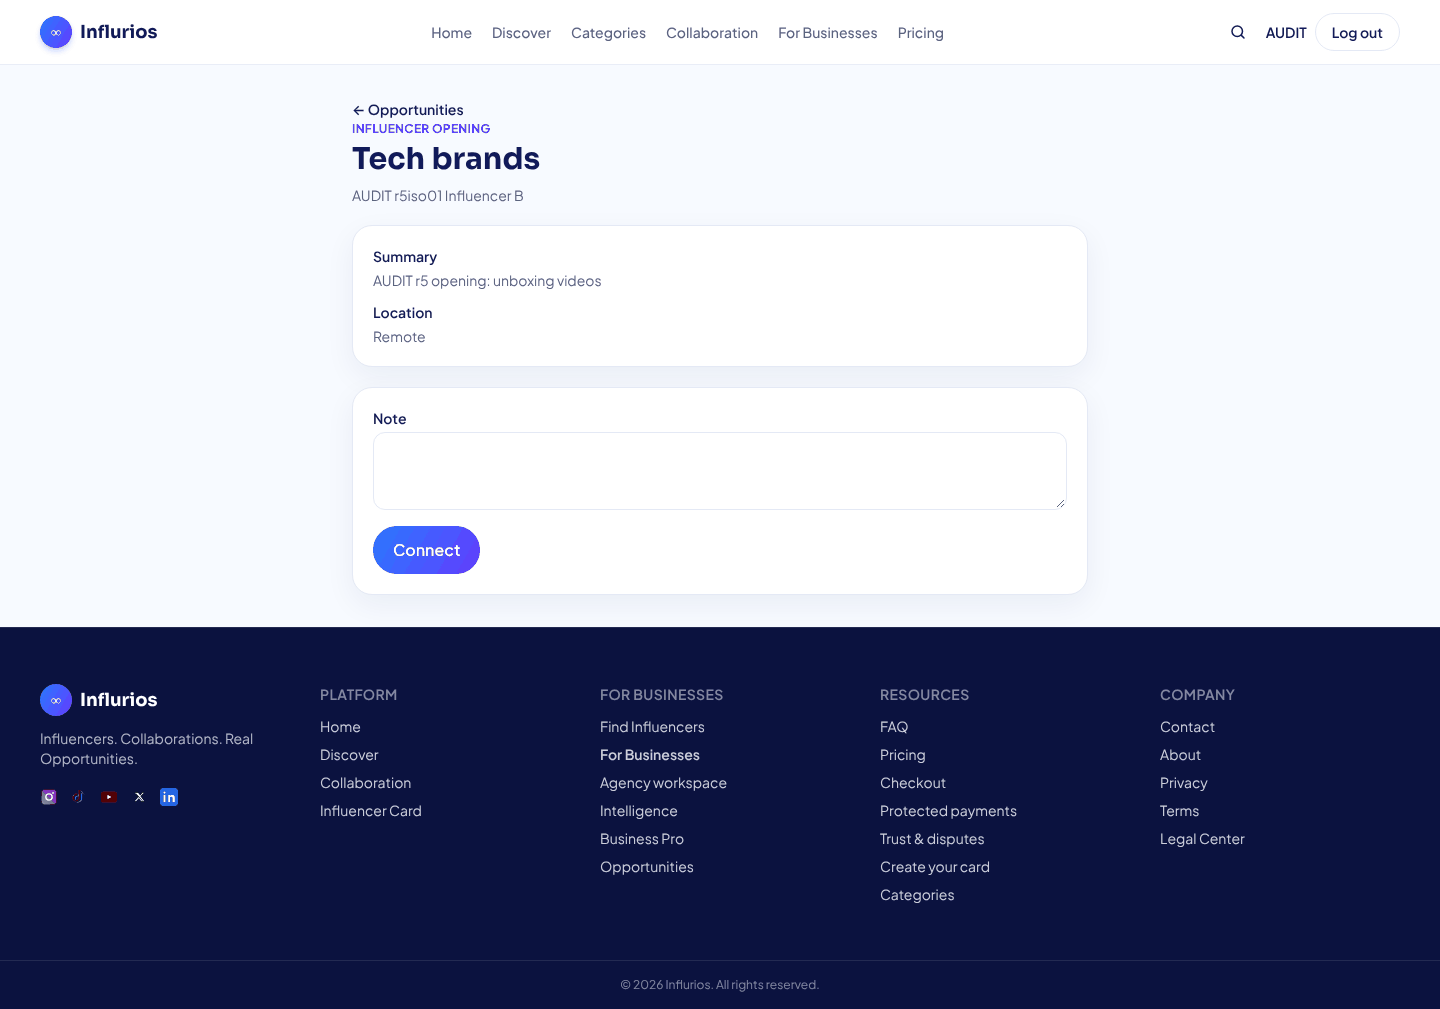 ∞ Influrios
Home Discover Categories Collaboration For Businesses Pricing
AUDIT Log out
← Opportunities
INFLUENCER OPENING
Tech brands
AUDIT r5iso01 Influencer B
Summary
AUDIT r5 opening: unboxing videos
Location
Remote
Note
Connect
∞ Influrios
Influencers. Collaborations. Real
Opportunities.
PLATFORM
Home
Discover
Collaboration
Influencer Card
FOR BUSINESSES
Find Influencers
For Businesses
Agency workspace
Intelligence
Business Pro
Opportunities
RESOURCES
FAQ
Pricing
Checkout
Protected payments
Trust & disputes
Create your card
Categories
COMPANY
Contact
About
Privacy
Terms
Legal Center
© 2026 Influrios. All rights reserved.